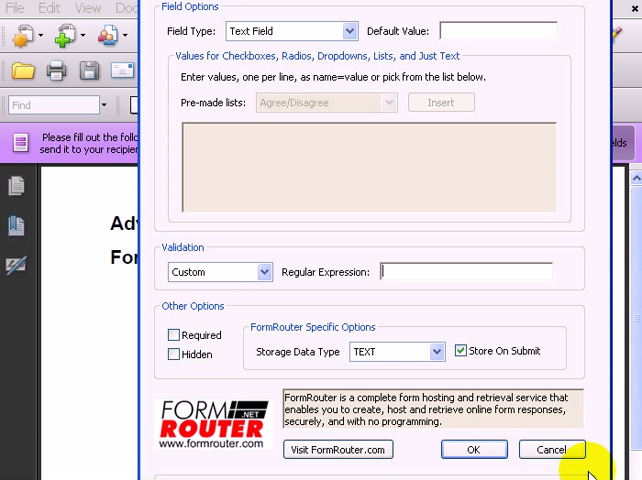 File Edit View
Field Options
Field Type: Text Field Default Value:
Values for Checkboxes, Radios, Dropdowns, Lists, and Just Text
Enter values, one per line, as name=value or pick from the list below.
Pre-made lists: Agree/Disagree Insert
Find
Please fill out the follo
send it to your recipien
lds
Adv
For
Validation
Custom Regular Expression:
Other Options
Required
Hidden
FormRouter Specific Options
Storage Data Type TEXT Store On Submit
FORM
ROUTER .NET
www.formrouter.com
FormRouter is a complete form hosting and retrieval service that
enables you to create, host and retrieve online form responses,
securely, and with no programming.
Visit FormRouter.com OK Cancel